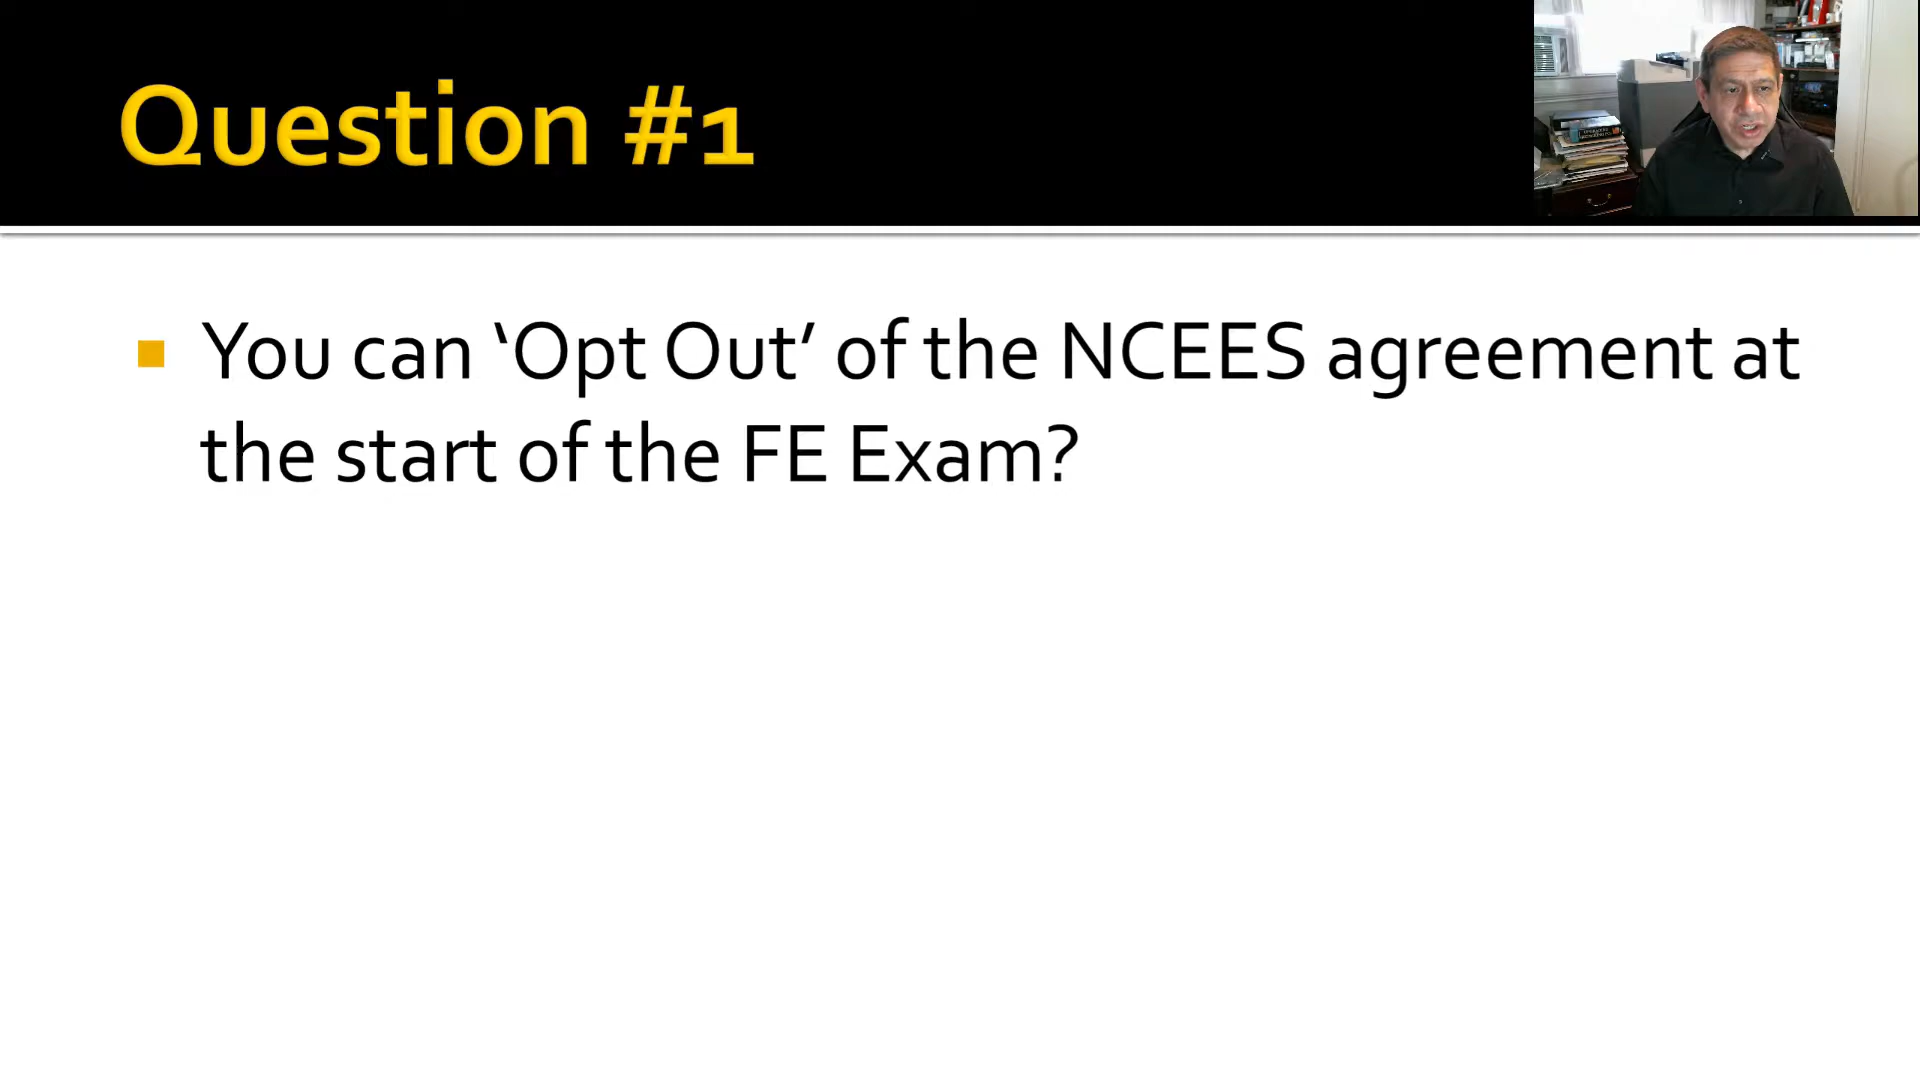 Question #1
You can ‘Opt Out’ of the NCEES agreement at
the start of the FE Exam?